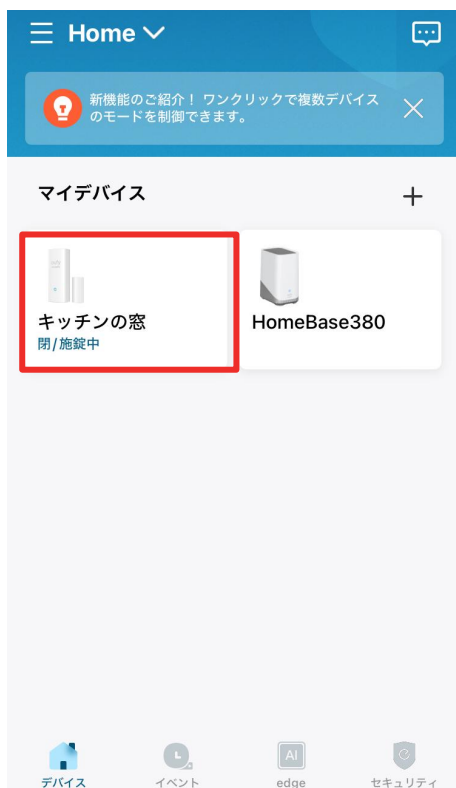 Home
新機能のご紹介！ ワンクリックで複数デバイス
のモードを制御できます。
マイデバイス
キッチンの窓
閉/施錠中
HomeBase380
デバイス
イベント
AI
edge
セキュリティ